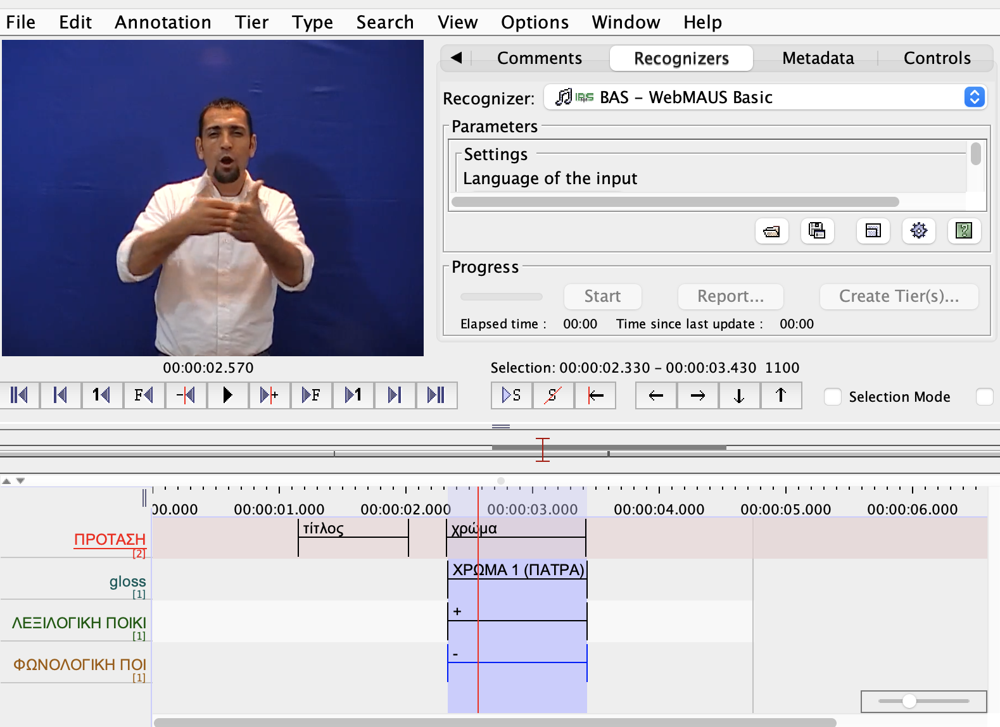 File Edit Annotation Tier Type Search View Options Window Help
Comments Recognizers Metadata Controls
Recognizer: BAS - WebMAUS Basic
Parameters
Settings
Language of the input
Progress
Start Report... Create Tier(s)...
Elapsed time : 00:00 Time since last update : 00:00
00:00:02.570
Selection: 00:00:02.330 - 00:00:03.430 1100
1 F - + F 1 S S Selection Mode
00.000 00:00:01.000 00:00:02.000 00:00:03.000 00:00:04.000 00:00:05.000 00:00:06.000
ΠΡΟΤΑΣΗ τίτλος χρώμα
[2]
gloss ΧΡΩΜΑ 1 (ΠΑΤΡΑ)
[1]
ΛΕΞΙΛΟΓΙΚΗ ΠΟΙΚΙ +
[1]
ΦΩΝΟΛΟΓΙΚΗ ΠΟΙ -
[1]